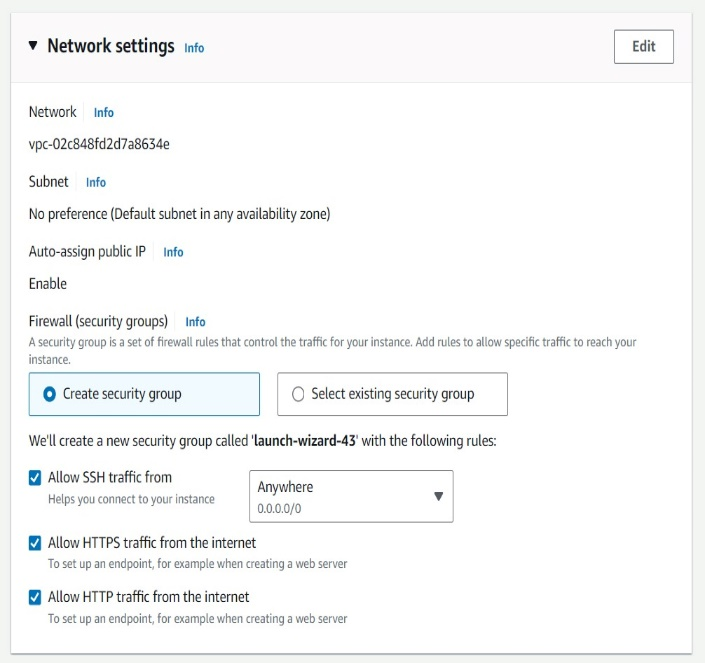 Network settings Info
Edit
Network Info
vpc-02c848fd2d7a8634e
Subnet Info
No preference (Default subnet in any availability zone)
Auto-assign public IP Info
Enable
Firewall (security groups) Info
A security group is a set of firewall rules that control the traffic for your instance. Add rules to allow specific traffic to reach your
instance.
Create security group
Select existing security group
We'll create a new security group called 'launch-wizard-43' with the following rules:
Allow SSH traffic from
Helps you connect to your instance
Anywhere
0.0.0.0/0
Allow HTTPS traffic from the internet
To set up an endpoint, for example when creating a web server
Allow HTTP traffic from the internet
To set up an endpoint, for example when creating a web server